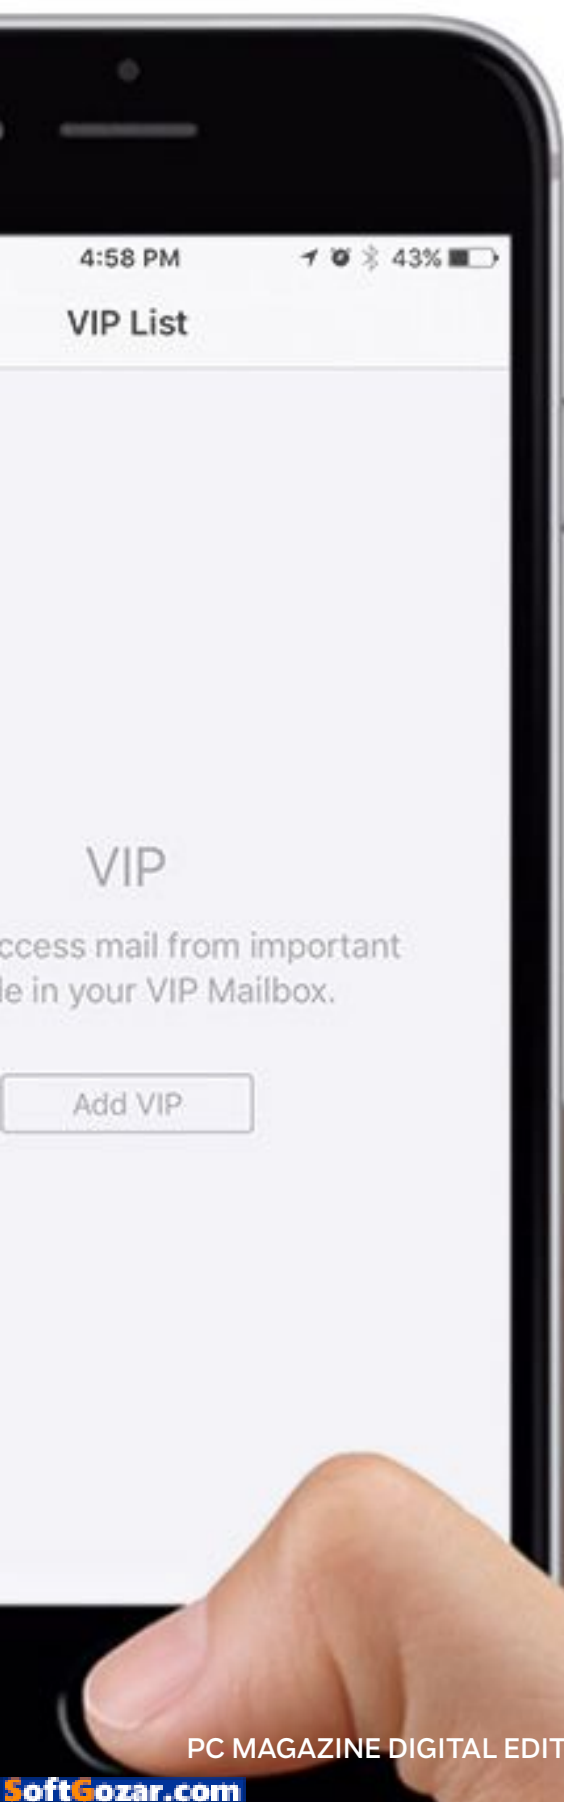 4:58 PM 43%
VIP List
VIP
ccess mail from important
le in your VIP Mailbox.
Add VIP
PC MAGAZINE DIGITAL EDIT
SoftGozar.com